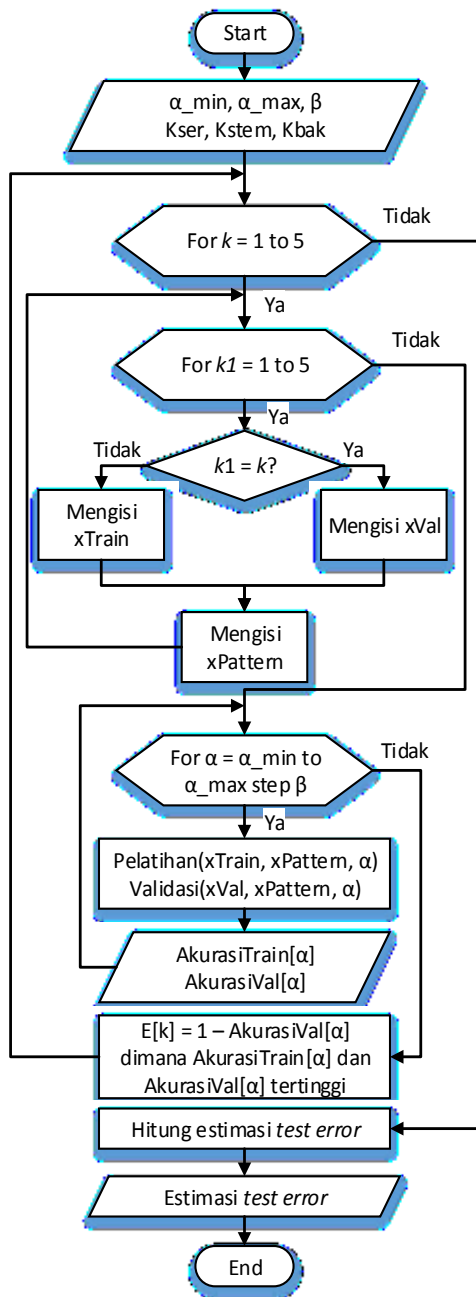 Start
α_min, α_max, β
Kser, Kstem, Kbak
For k = 1 to 5
Tidak
Ya
For k1 = 1 to 5
Tidak
Ya
k1 = k?
Tidak
Ya
Mengisi
xTrain
Mengisi xVal
Mengisi
xPattern
For α = α_min to
α_max step β
Tidak
Ya
Pelatihan(xTrain, xPattern, α)
Validasi(xVal, xPattern, α)
AkurasiTrain[α]
AkurasiVal[α]
E[k] = 1 – AkurasiVal[α]
dimana AkurasiTrain[α] dan
AkurasiVal[α] tertinggi
Hitung estimasi test error
Estimasi test error
End